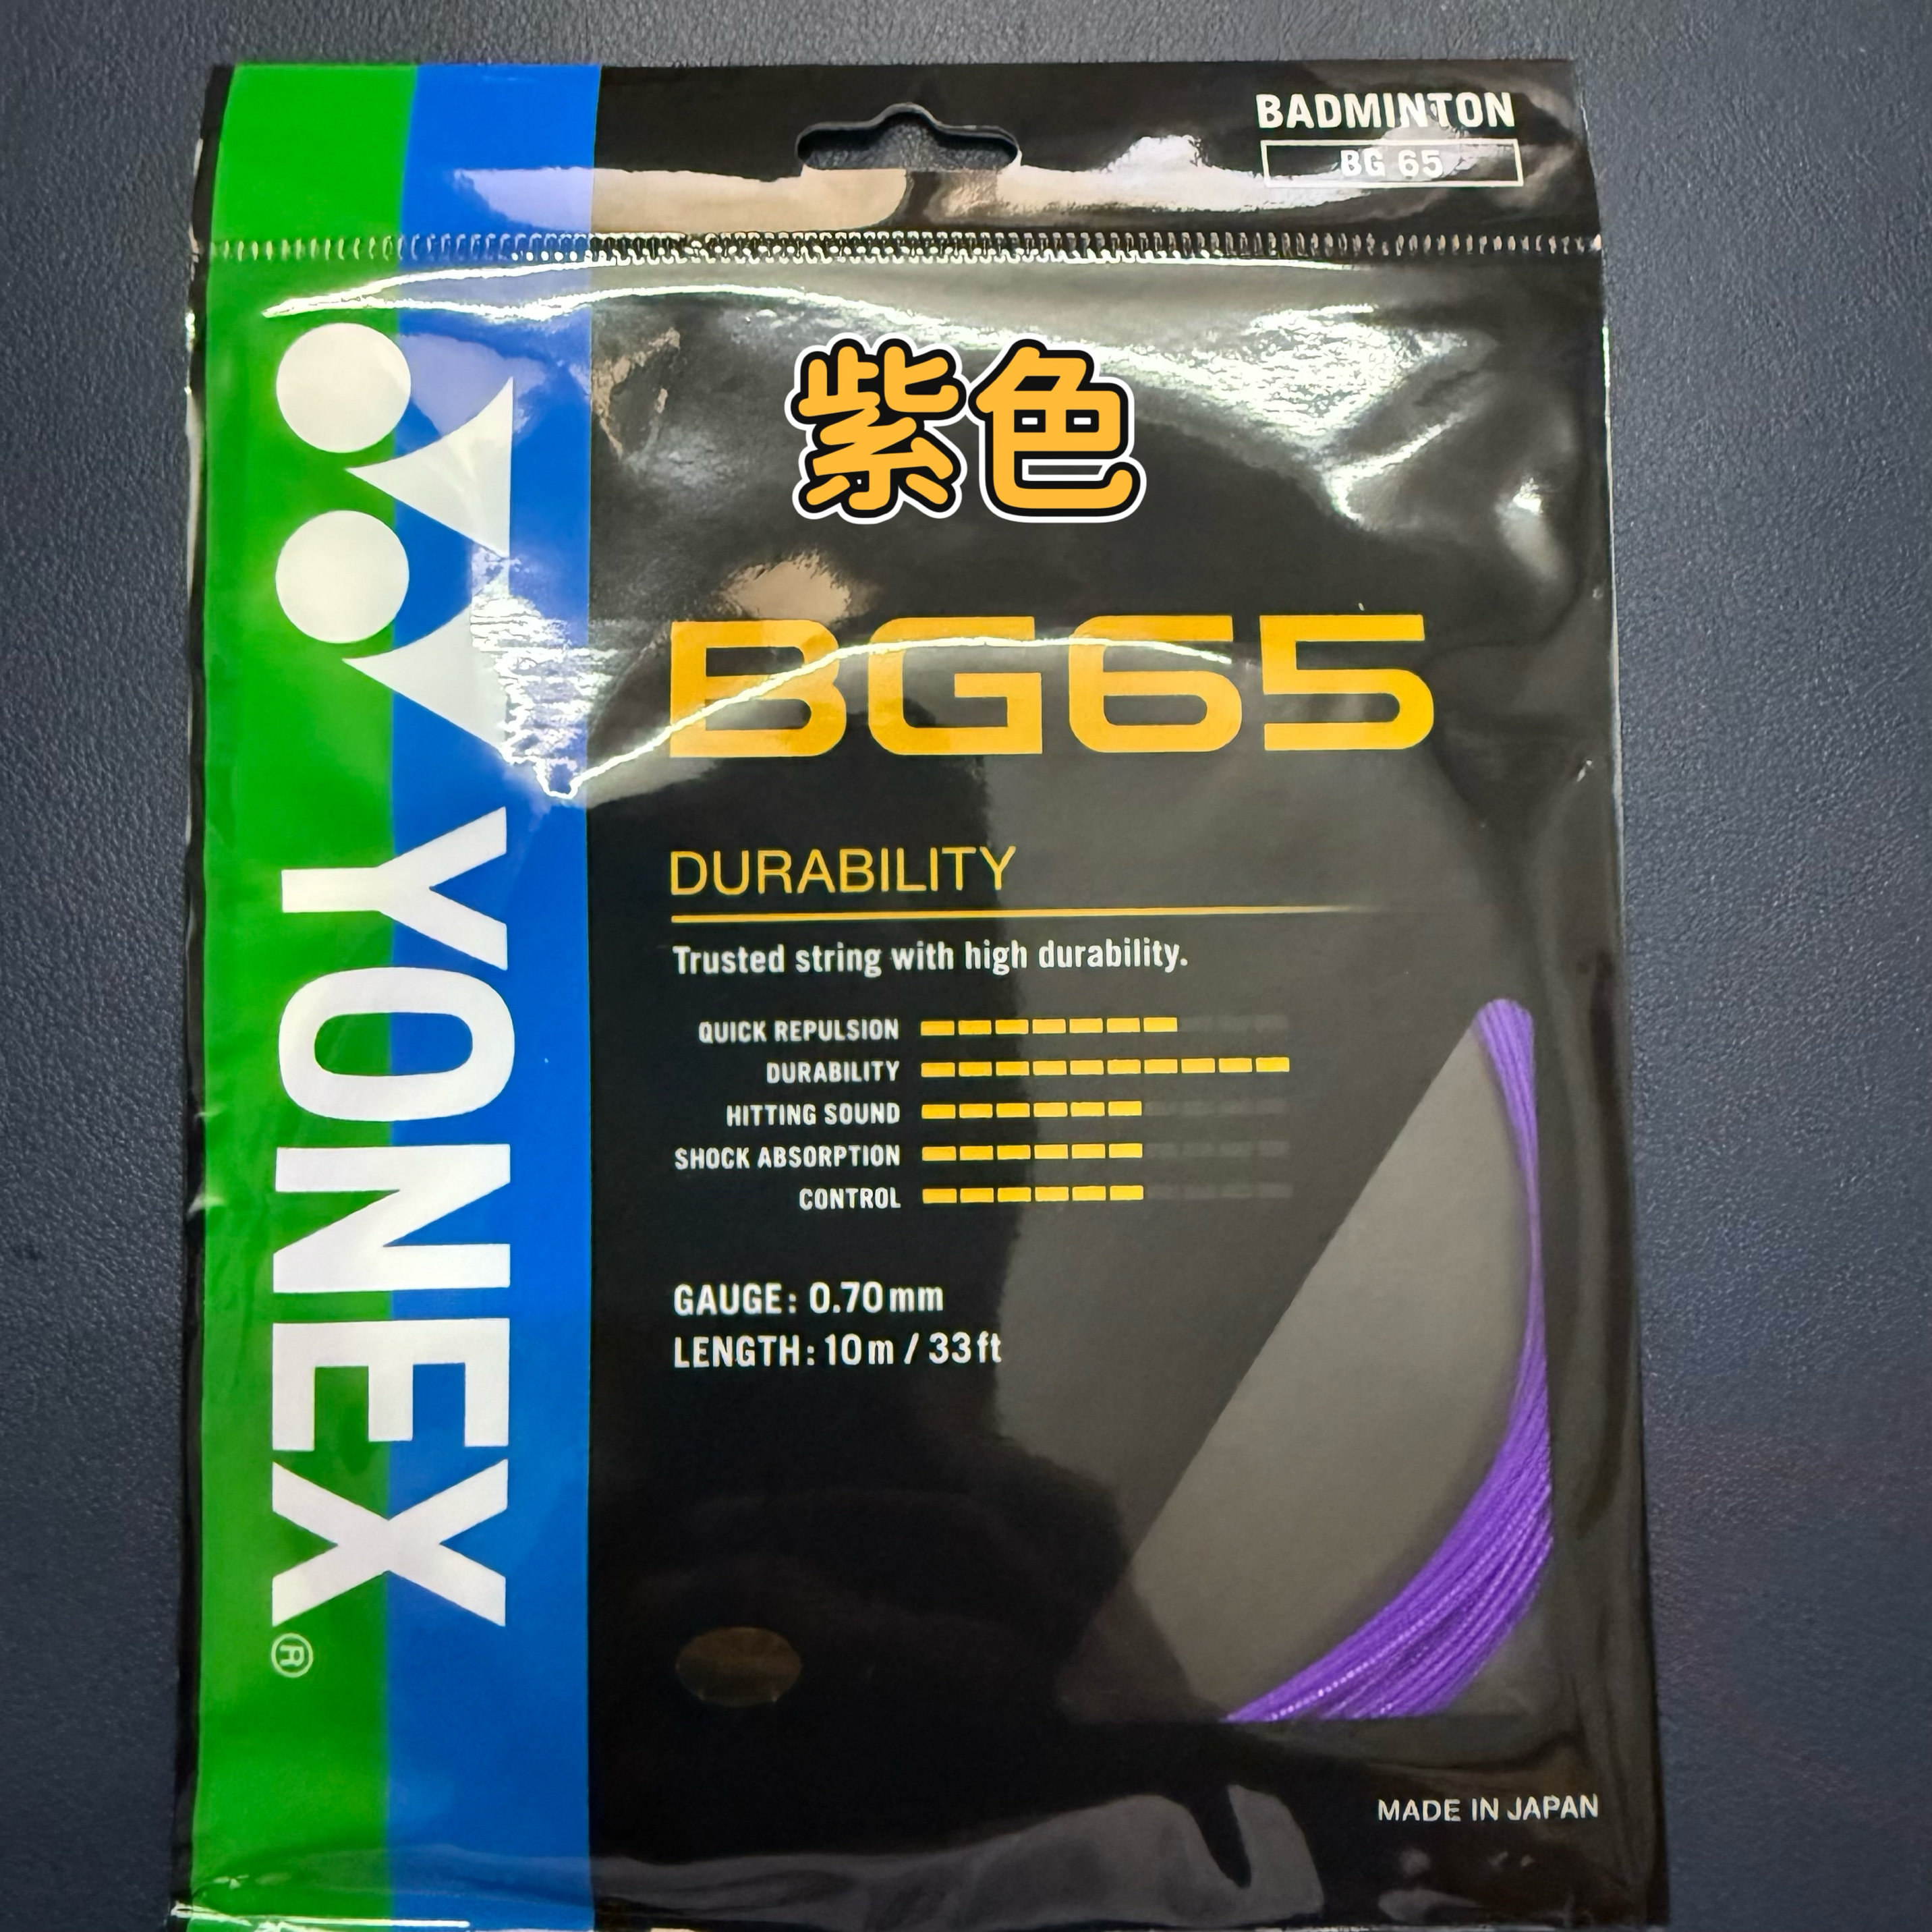 BADMINTON
BG 65
紫色
BG65
YONEX®
DURABILITY
Trusted string with high durability.
QUICK REPULSION
DURABILITY
HITTING SOUND
SHOCK ABSORPTION
CONTROL
GAUGE: 0.70mm
LENGTH: 10m / 33ft
MADE IN JAPAN